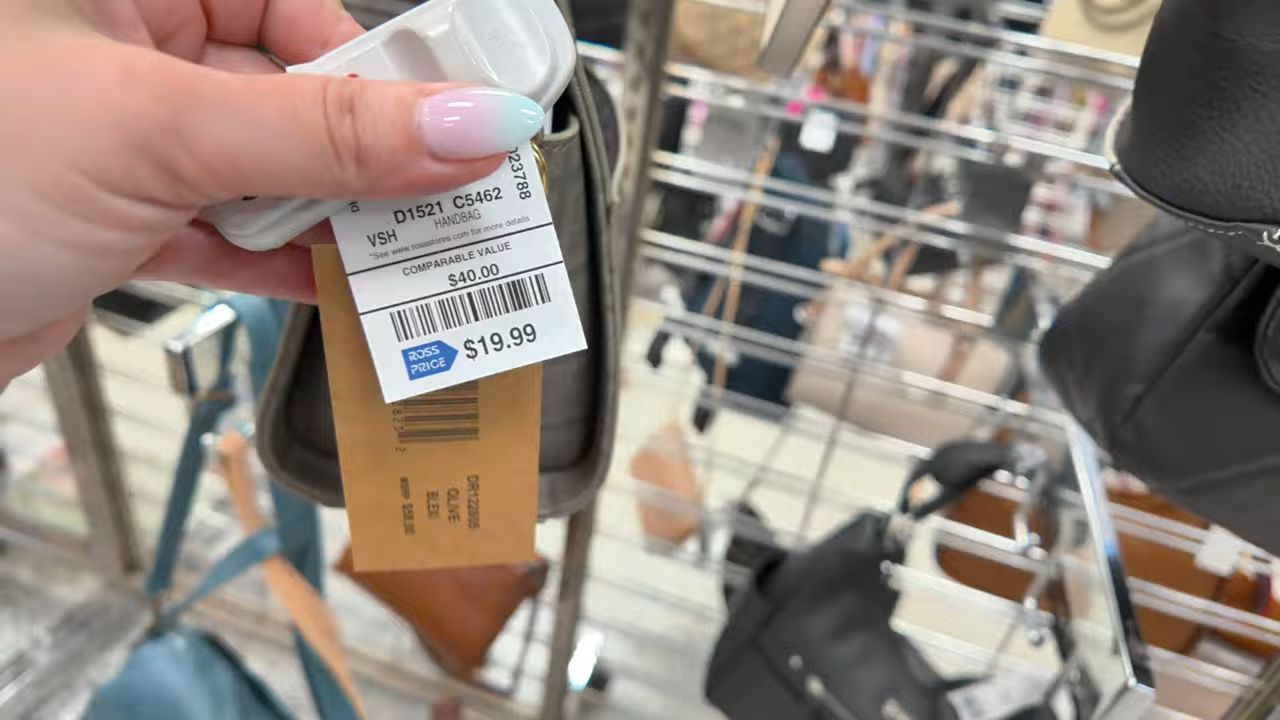 023788
D1521 C5462
VSH HANDBAG
*See www.rossstores.com for more details
COMPARABLE VALUE
$40.00
ROSS
PRICE
$19.99
OLIVE